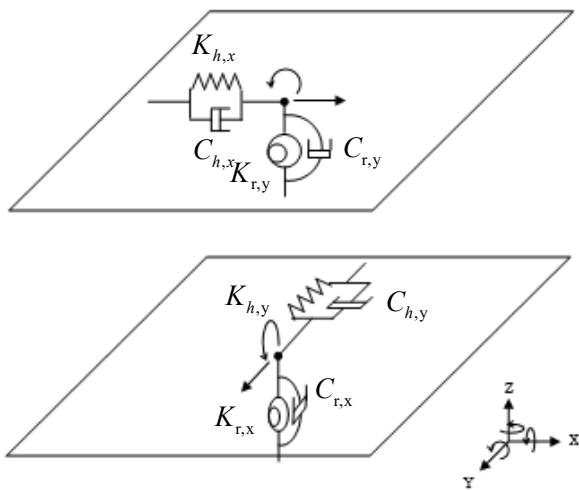 K_{h,x}
C_{h,x}
K_{r,y}
C_{r,y}
K_{h,y}
C_{h,y}
C_{r,x}
K_{r,x}
Z
X
Y